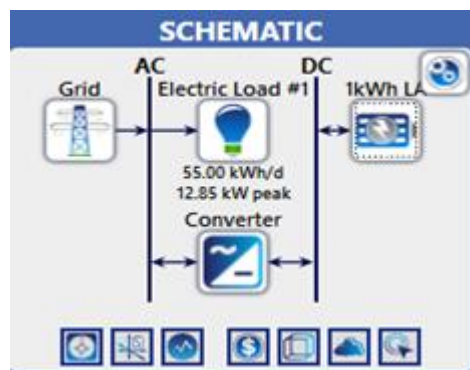 SCHEMATIC
AC DC
Grid Electric Load #1 1kWh LA
55.00 kWh/d
12.85 kW peak
Converter